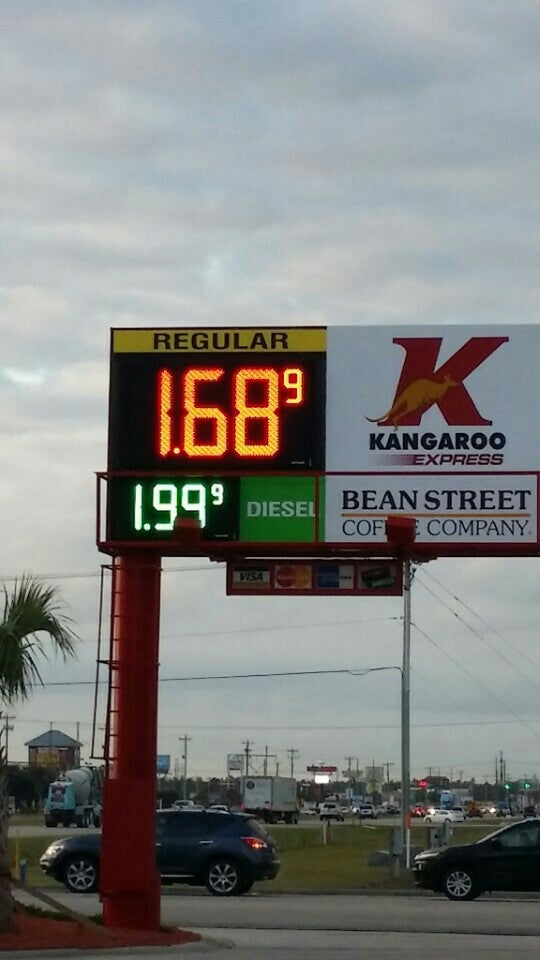 REGULAR
1.68 9
K
KANGAROO
EXPRESS
1.99 9
DIESEL
BEAN STREET
COFFEE COMPANY
VISA